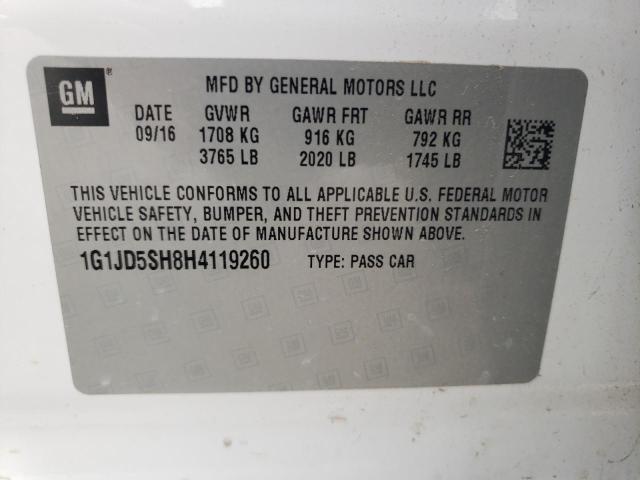 GM ®
MFD BY GENERAL MOTORS LLC
DATE GVWR GAWR FRT GAWR RR
09/16 1708 KG 916 KG 792 KG
3765 LB 2020 LB 1745 LB
THIS VEHICLE CONFORMS TO ALL APPLICABLE U.S. FEDERAL MOTOR
VEHICLE SAFETY, BUMPER, AND THEFT PREVENTION STANDARDS IN
EFFECT ON THE DATE OF MANUFACTURE SHOWN ABOVE.
1G1JD5SH8H4119260 TYPE: PASS CAR